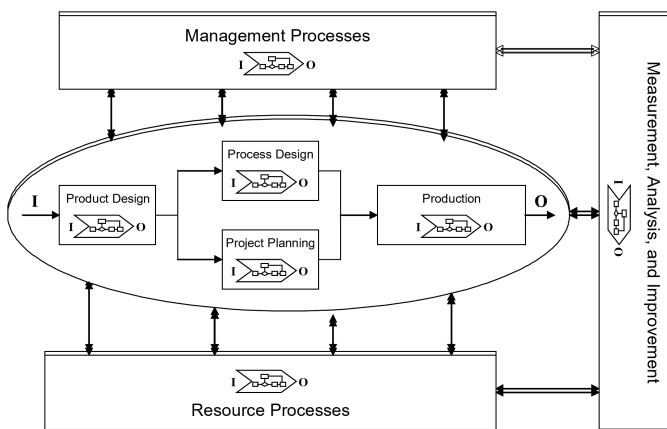 Management Processes
I O
Measurement, Analysis, and Improvement
I O
Process Design
I O
I
Product Design
I O
Production
I O
O
Project Planning
I O
I O
Resource Processes